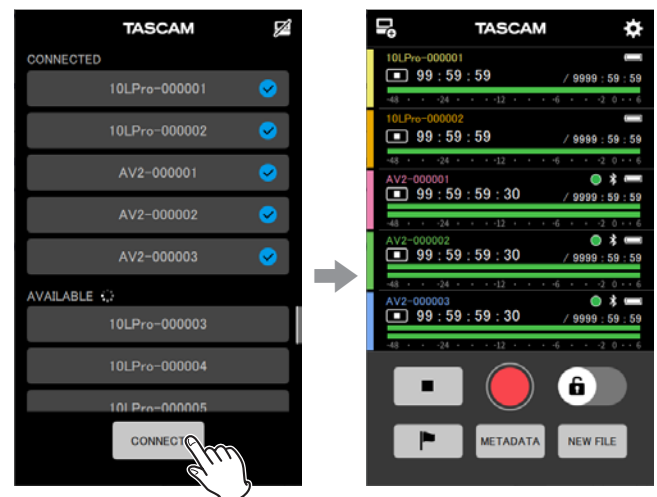 TASCAM
CONNECTED
10LPro-000001
10LPro-000002
AV2-000001
AV2-000002
AV2-000003
AVAILABLE
10LPro-000003
10LPro-000004
10LPro-000005
CONNECT
TASCAM
10LPro-000001
99 : 59 : 59 / 9999 : 59 : 59
-48 · · -24 · · · -12 · · · -6 · · -2 0 · · 6
10LPro-000002
99 : 59 : 59 / 9999 : 59 : 59
-48 · · -24 · · · -12 · · · -6 · · -2 0 · · 6
AV2-000001
99 : 59 : 59 : 30 / 9999 : 59 : 59
-48 · · -24 · · · -12 · · · -6 · · -2 0 · · 6
AV2-000002
99 : 59 : 59 : 30 / 9999 : 59 : 59
-48 · · -24 · · · -12 · · · -6 · · -2 0 · · 6
AV2-000003
99 : 59 : 59 : 30 / 9999 : 59 : 59
-48 · · -24 · · · -12 · · · -6 · · -2 0 · · 6
METADATA NEW FILE